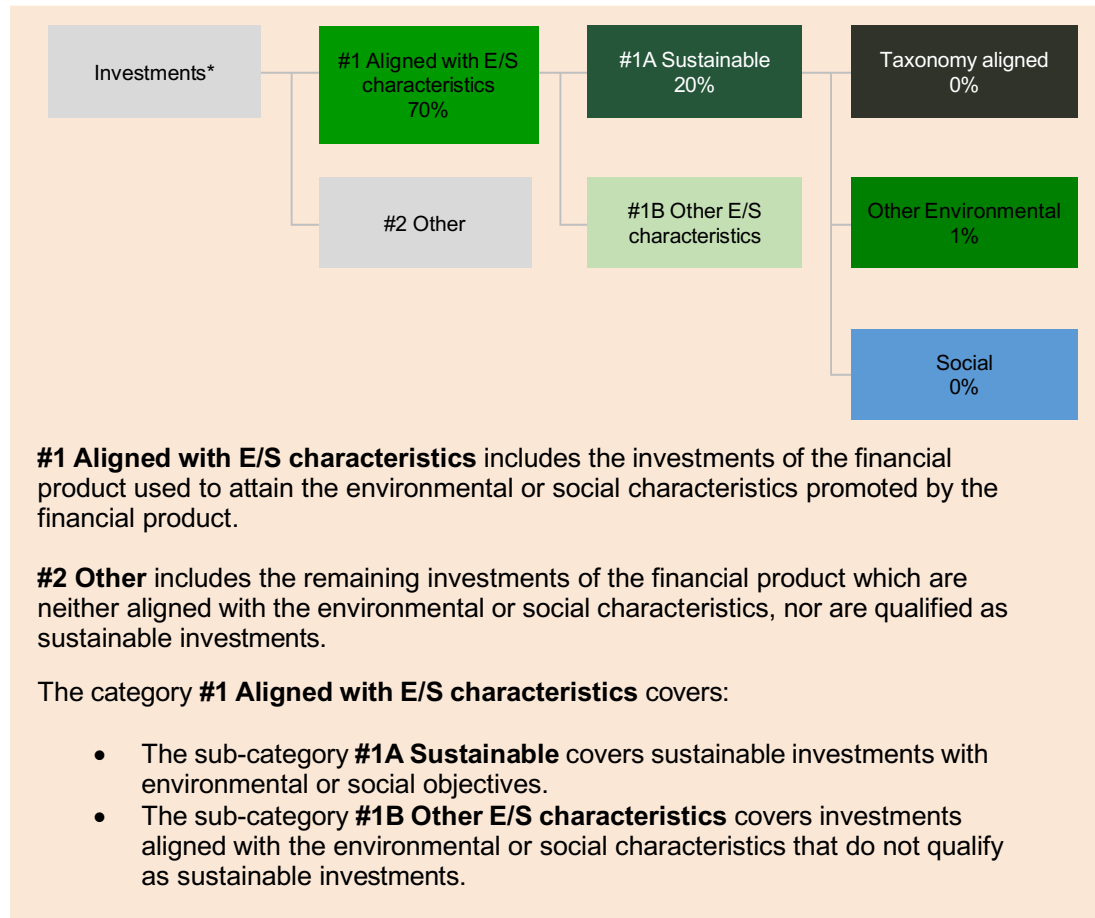 Investments*
#1 Aligned with E/S
characteristics
70%
#1A Sustainable
20%
Taxonomy aligned
0%
#2 Other
#1B Other E/S
characteristics
Other Environmental
1%
Social
0%
#1 Aligned with E/S characteristics includes the investments of the financial
product used to attain the environmental or social characteristics promoted by the
financial product.
#2 Other includes the remaining investments of the financial product which are
neither aligned with the environmental or social characteristics, nor are qualified as
sustainable investments.
The category #1 Aligned with E/S characteristics covers:
• The sub-category #1A Sustainable covers sustainable investments with
environmental or social objectives.
• The sub-category #1B Other E/S characteristics covers investments
aligned with the environmental or social characteristics that do not qualify
as sustainable investments.